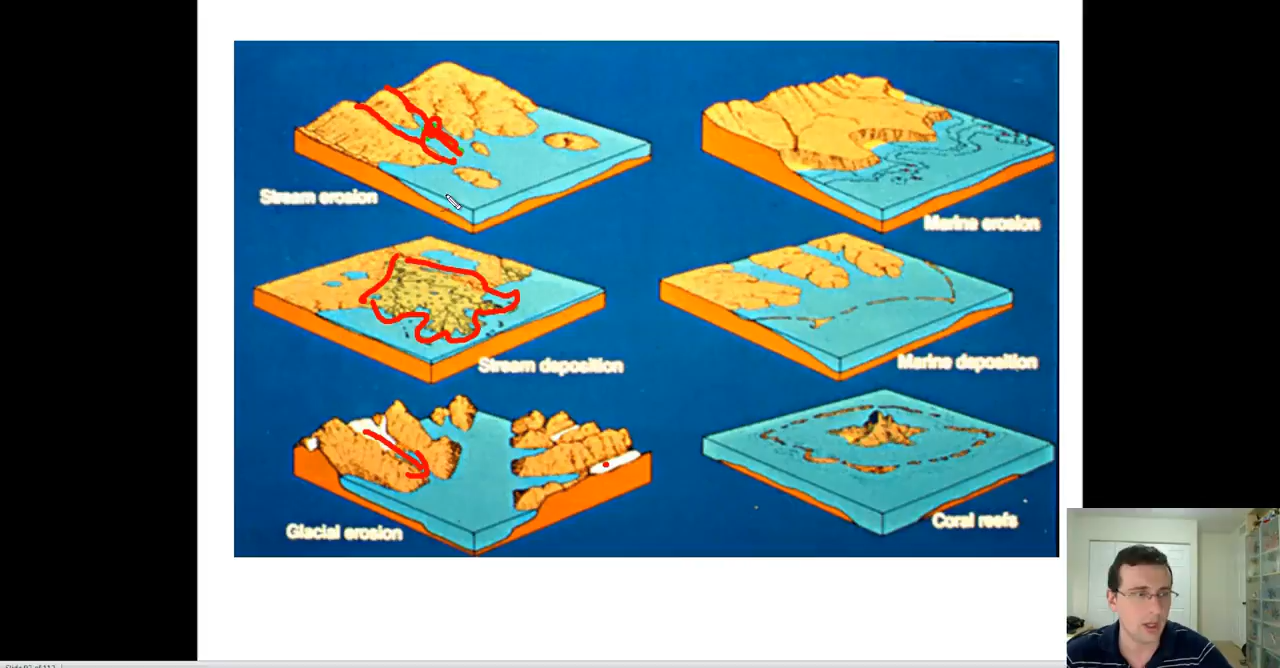 Stream erosion
Marine erosion
Stream deposition
Marine deposition
Glacial erosion
Coral reefs